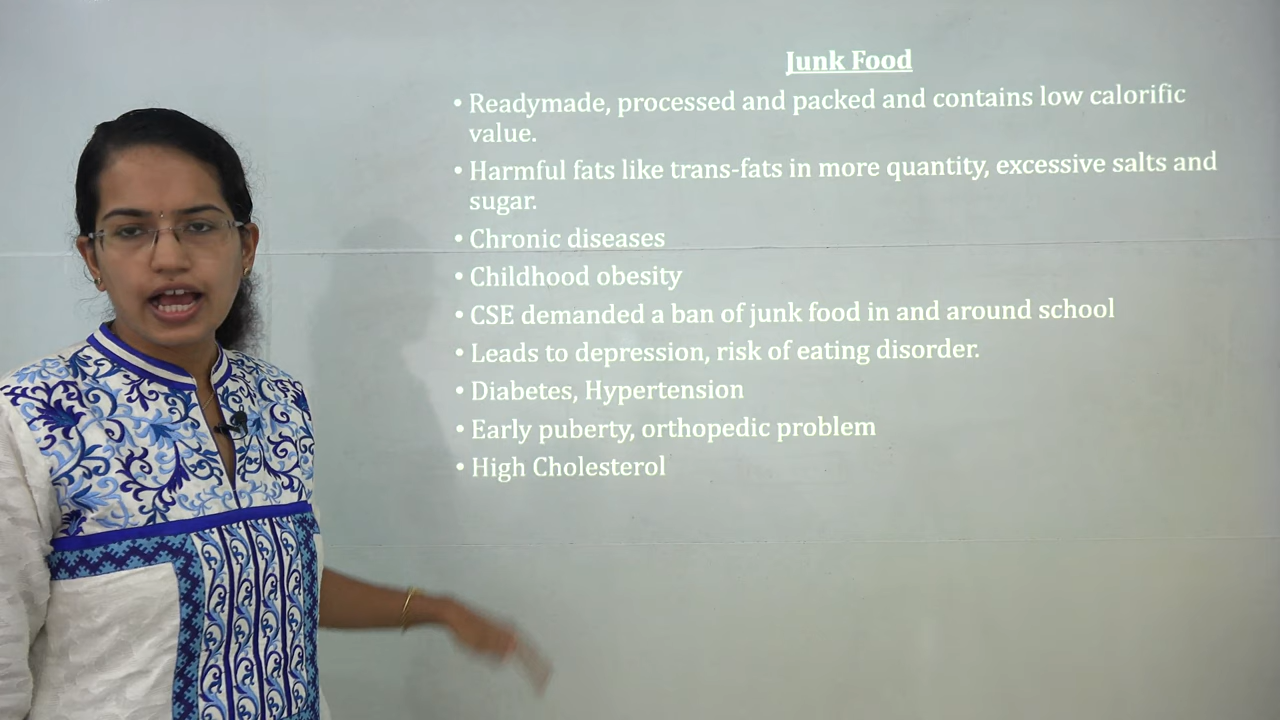 Junk Food
• Readymade, processed and packed and contains low calorific
value.
• Harmful fats like trans-fats in more quantity, excessive salts and
sugar.
• Chronic diseases
• Childhood obesity
• CSE demanded a ban of junk food in and around school
• Leads to depression, risk of eating disorder.
• Diabetes, Hypertension
• Early puberty, orthopedic problem
• High Cholesterol